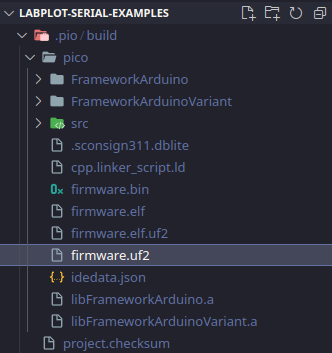 LABPLOT-SERIAL-EXAMPLES
.pio/build
pico
FrameworkArduino
FrameworkArduinoVariant
src
.sconsign311.dblite
cpp.linker_script.ld
firmware.bin
firmware.elf
firmware.elf.uf2
firmware.uf2
idedata.json
libFrameworkArduino.a
libFrameworkArduinoVariant.a
project.checksum